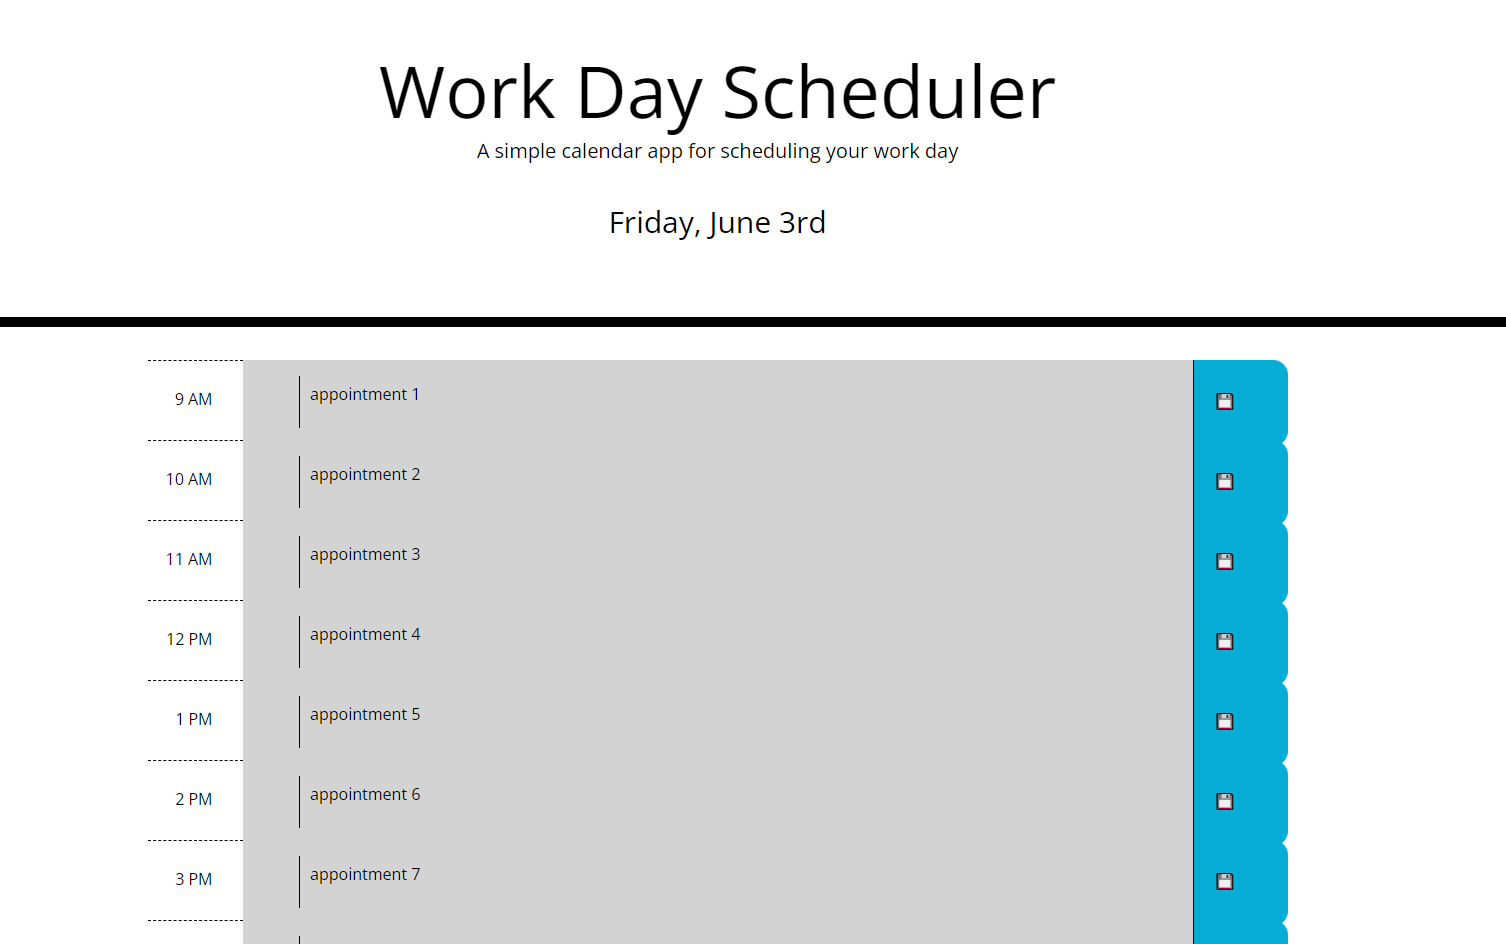 Work Day Scheduler
A simple calendar app for scheduling your work day
Friday, June 3rd
9 AM appointment 1
10 AM appointment 2
11 AM appointment 3
12 PM appointment 4
1 PM appointment 5
2 PM appointment 6
3 PM appointment 7